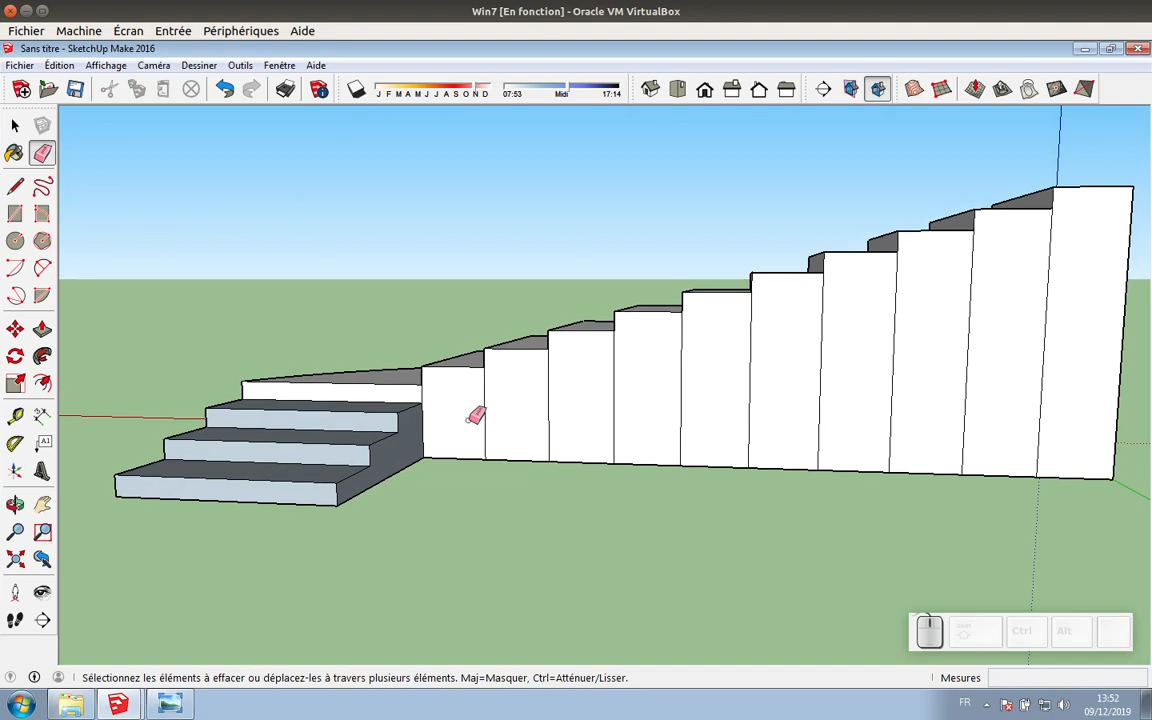 Win7 [En fonction] - Oracle VM VirtualBox
Fichier Machine Écran Entrée Périphériques Aide
Sans titre - SketchUp Make 2016
Fichier Édition Affichage Caméra Dessiner Outils Fenêtre Aide
J F M A M J J A S O N D
07:53 Midi 17:14
A1
Shift Ctrl Alt
Sélectionnez les éléments à effacer ou déplacez-les à travers plusieurs éléments. Maj=Masquer, Ctrl=Atténuer/Lisser.
Mesures
FR
13:52
09/12/2019